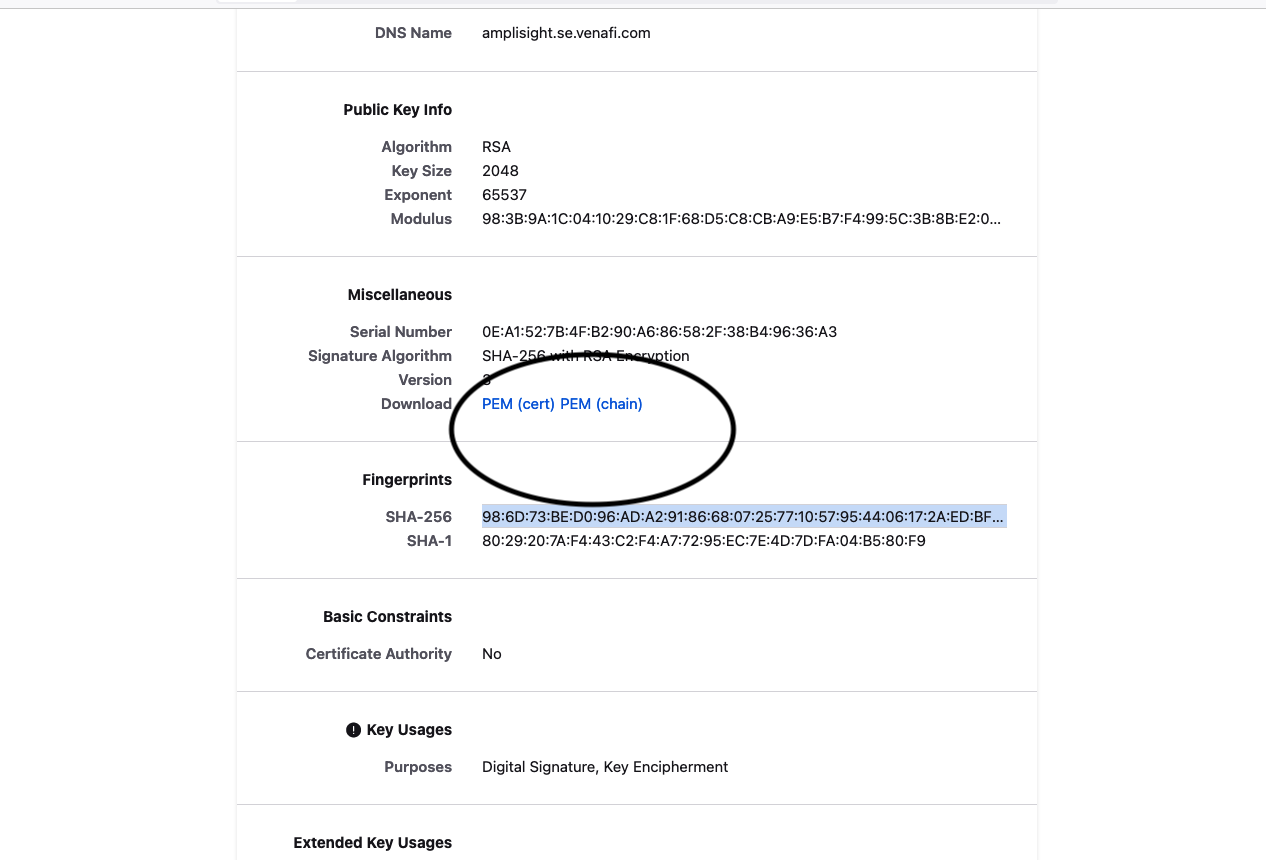 DNS Name amplisight.se.venafi.com
Public Key Info
Algorithm RSA
Key Size 2048
Exponent 65537
Modulus 98:3B:9A:1C:04:10:29:C8:1F:68:D5:C8:CB:A9:E5:B7:F4:99:5C:3B:8B:E2:0...
Miscellaneous
Serial Number 0E:A1:52:7B:4F:B2:90:A6:86:58:2F:38:B4:96:36:A3
Signature Algorithm SHA-256 with RSA Encryption
Version 3
Download PEM (cert) PEM (chain)
Fingerprints
SHA-256 98:6D:73:BE:D0:96:AD:A2:91:86:68:07:25:77:10:57:95:44:06:17:2A:ED:BF...
SHA-1 80:29:20:7A:F4:43:C2:F4:A7:72:95:EC:7E:4D:7D:FA:04:B5:80:F9
Basic Constraints
Certificate Authority No
Key Usages
Purposes Digital Signature, Key Encipherment
Extended Key Usages